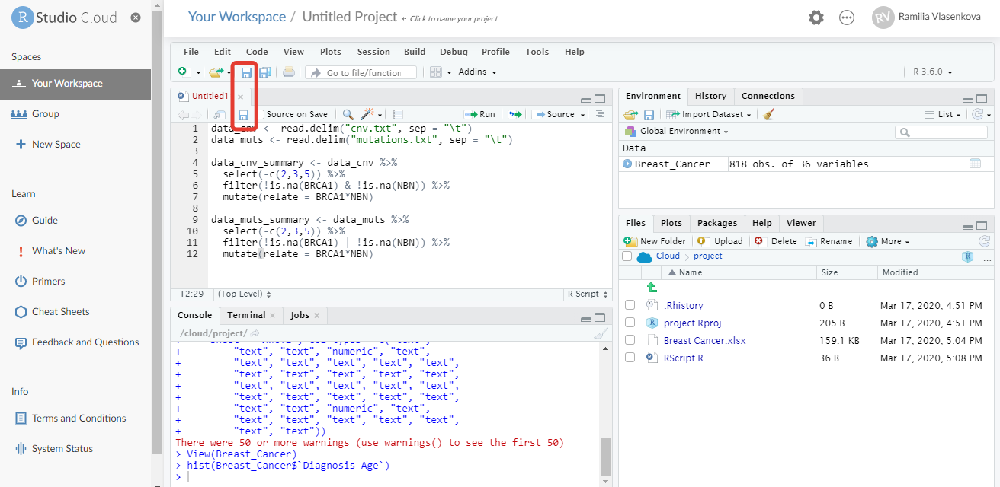 R Studio Cloud
Spaces
Your Workspace
Group
New Space
Learn
Guide
What's New
Primers
Cheat Sheets
Feedback and Questions
Info
Terms and Conditions
System Status
Your Workspace / Untitled Project ← Click to name your project
RV Ramilia Vlasenkova
File Edit Code View Plots Session Build Debug Profile Tools Help
Go to file/function Addins R 3.6.0
Untitled1
Source on Save Run Source
1 data_cnv <- read.delim("cnv.txt", sep = "\t")
2 data_muts <- read.delim("mutations.txt", sep = "\t")
3
4 data_cnv_summary <- data_cnv %>%
5 select(-c(2,3,5)) %>%
6 filter(!is.na(BRCA1) & !is.na(NBN)) %>%
7 mutate(relate = BRCA1*NBN)
8
9 data_muts_summary <- data_muts %>%
10 select(-c(2,3,5)) %>%
11 filter(!is.na(BRCA1) | !is.na(NBN)) %>%
12 mutate(relate = BRCA1*NBN)
12:29 (Top Level) R Script
Console Terminal Jobs
/cloud/project/
+ "text", "text", "numeric", "text",
+ "text", "text", "text", "text", "text",
+ "text", "text", "text", "text", "text",
+ "text", "text", "text", "text", "text",
+ "text", "text", "text", "text", "text",
+ "text", "text", "numeric", "text",
+ "text", "text", "text", "text", "text",
+ "text", "text"))
There were 50 or more warnings (use warnings() to see the first 50)
> View(Breast_Cancer)
> hist(Breast_Cancer$`Diagnosis Age`)
>
Environment History Connections
Import Dataset List
Global Environment
Data
Breast_Cancer 818 obs. of 36 variables
Files Plots Packages Help Viewer
New Folder Upload Delete Rename More
Cloud project R ...
Name Size Modified
..
.Rhistory 0 B Mar 17, 2020, 4:51 PM
project.Rproj 205 B Mar 17, 2020, 4:51 PM
Breast Cancer.xlsx 159.1 KB Mar 17, 2020, 5:04 PM
RScript.R 36 B Mar 17, 2020, 5:08 PM